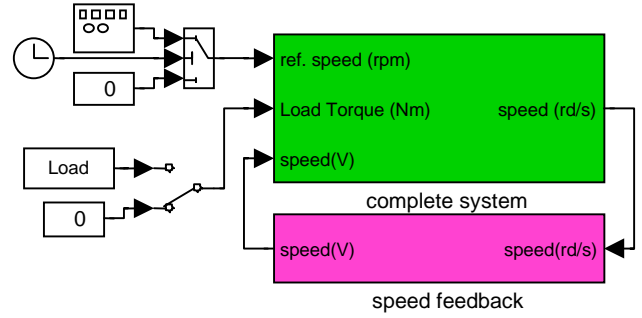 ref. speed (rpm)
0
Load Torque (Nm)
speed (rd/s)
Load
speed(V)
0
complete system
speed(V)
speed(rd/s)
speed feedback